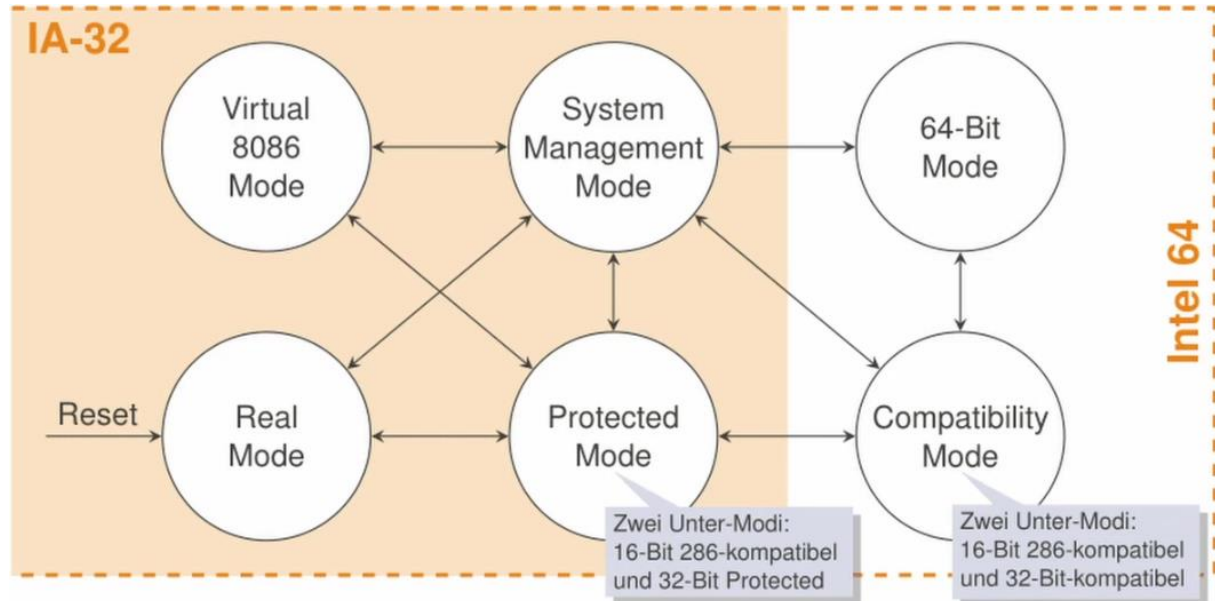 IA-32
Virtual
8086
Mode
System
Management
Mode
64-Bit
Mode
Intel 64
Reset
Real
Mode
Protected
Mode
Compatibility
Mode
Zwei Unter-Modi:
16-Bit 286-kompatibel
und 32-Bit Protected
Zwei Unter-Modi:
16-Bit 286-kompatibel
und 32-Bit-kompatibel